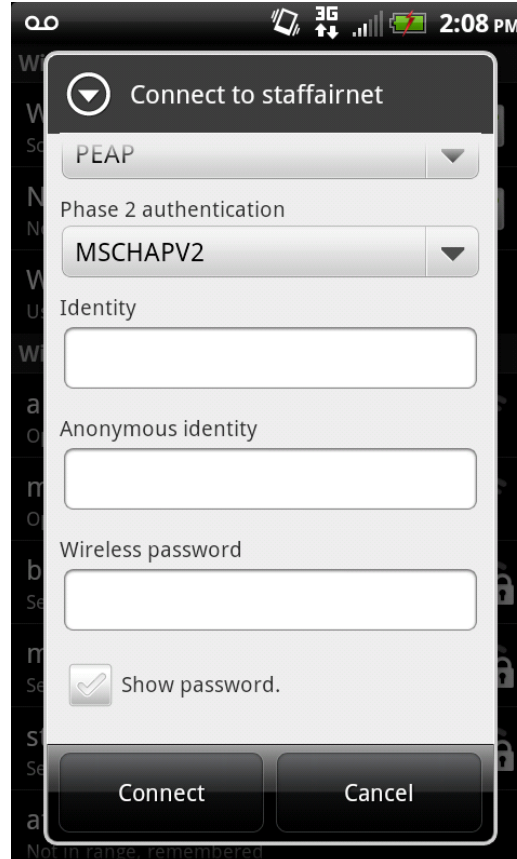 3G 2:08 PM
Connect to staffairnet
PEAP
Phase 2 authentication
MSCHAPV2
Identity
Anonymous identity
Wireless password
Show password.
Connect Cancel
Not in range, remembered